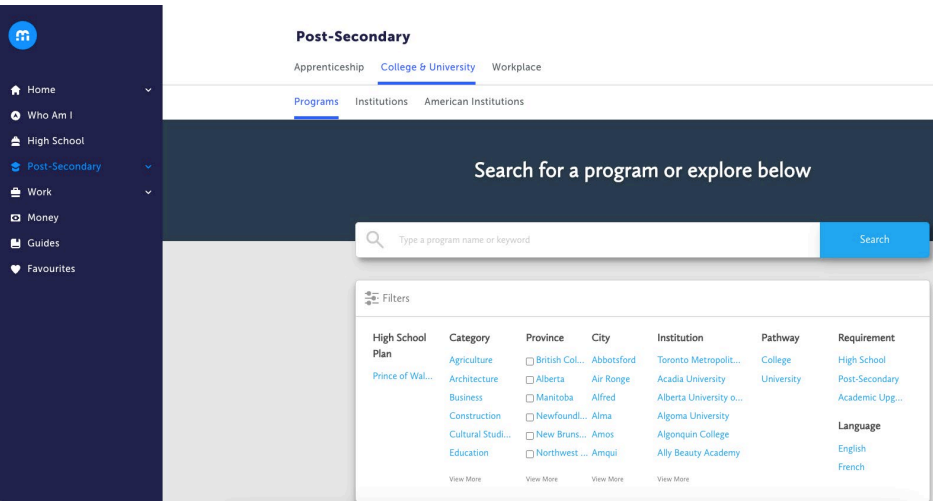 m
Home
Who Am I
High School
Post-Secondary
Work
Money
Guides
Favourites
Post-Secondary
Apprenticeship College & University Workplace
Programs Institutions American Institutions
Search for a program or explore below
Type a program name or keyword
Search
Filters
High School Plan
Prince of Wal...
Category
Agriculture
Architecture
Business
Construction
Cultural Studi...
Education
View More
Province
British Col...
Alberta
Manitoba
Newfoundl...
New Bruns...
Northwest ...
View More
City
Abbotsford
Air Ronge
Alfred
Alma
Amos
Amqui
View More
Institution
Toronto Metropolit...
Acadia University
Alberta University o...
Algoma University
Algonquin College
Ally Beauty Academy
View More
Pathway
College
University
Requirement
High School
Post-Secondary
Academic Upg...
Language
English
French